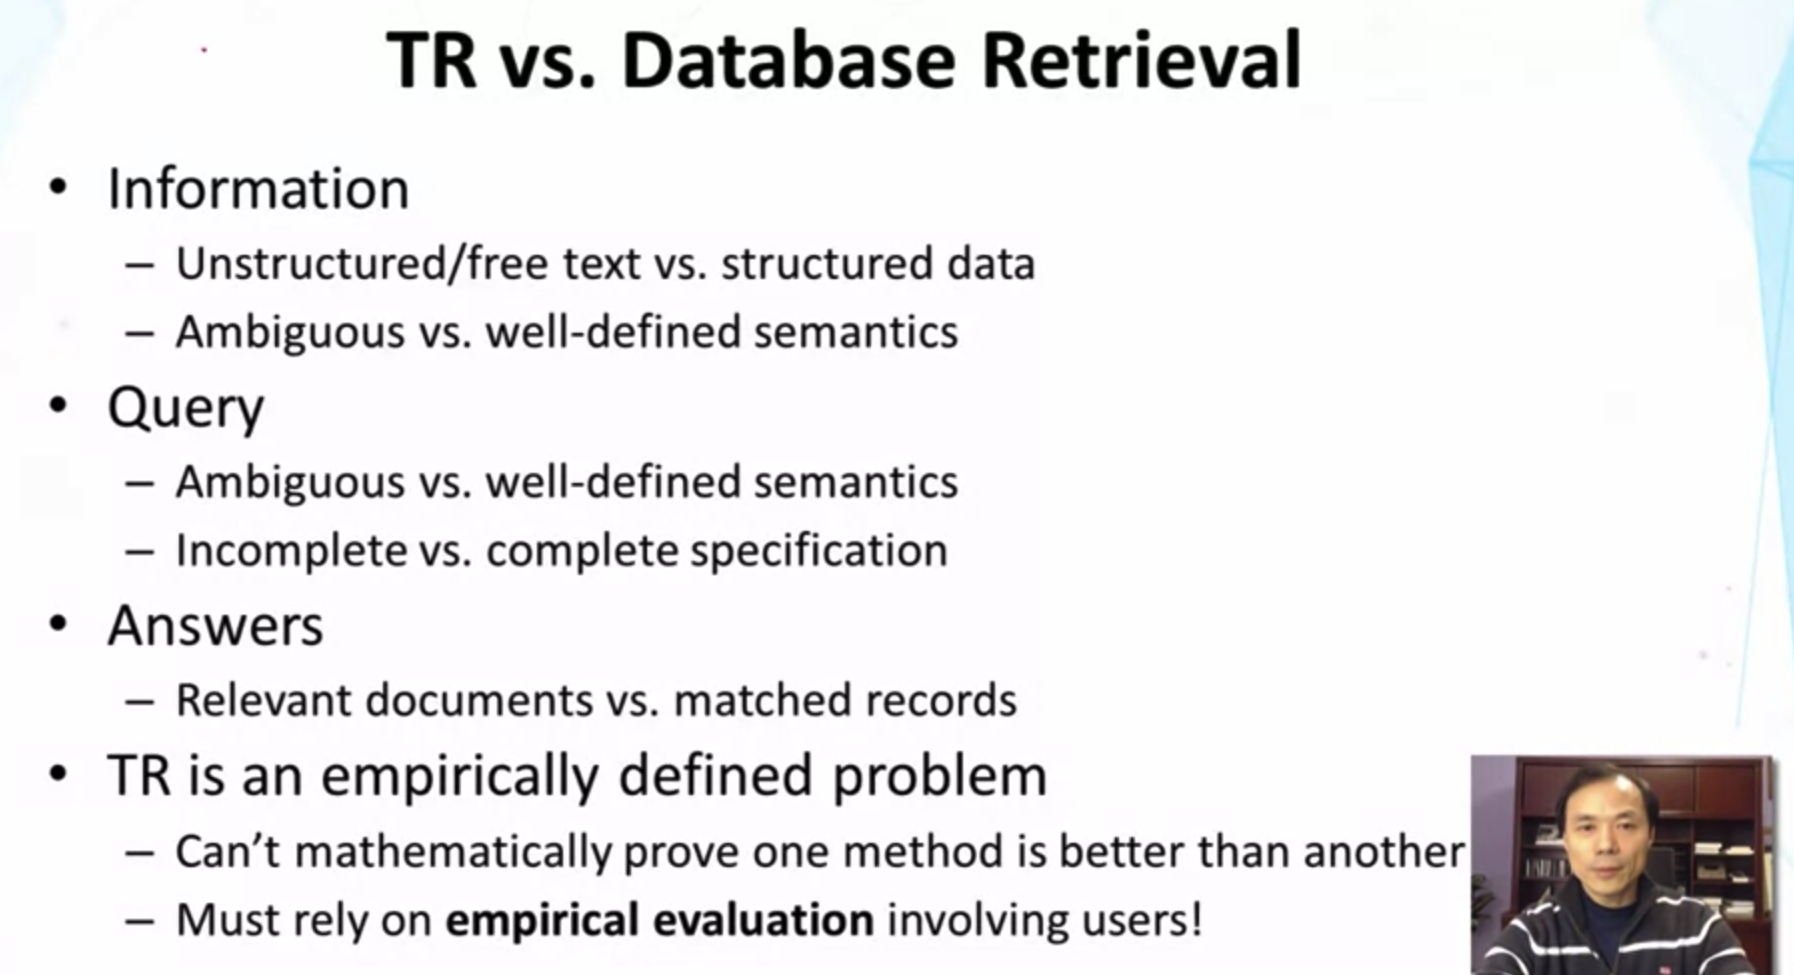 TR vs. Database Retrieval
• Information
– Unstructured/free text vs. structured data
– Ambiguous vs. well-defined semantics
• Query
– Ambiguous vs. well-defined semantics
– Incomplete vs. complete specification
• Answers
– Relevant documents vs. matched records
• TR is an empirically defined problem
– Can’t mathematically prove one method is better than another
– Must rely on empirical evaluation involving users!